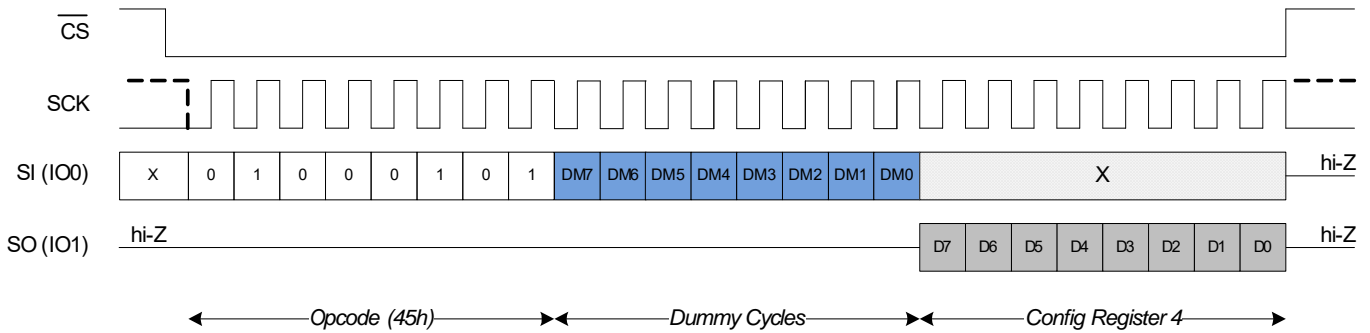 CS
SCK
SI (IO0) X 0 1 0 0 0 1 0 1 DM7 DM6 DM5 DM4 DM3 DM2 DM1 DM0 X hi-Z
SO (IO1) hi-Z D7 D6 D5 D4 D3 D2 D1 D0 hi-Z
Opcode (45h) Dummy Cycles Config Register 4